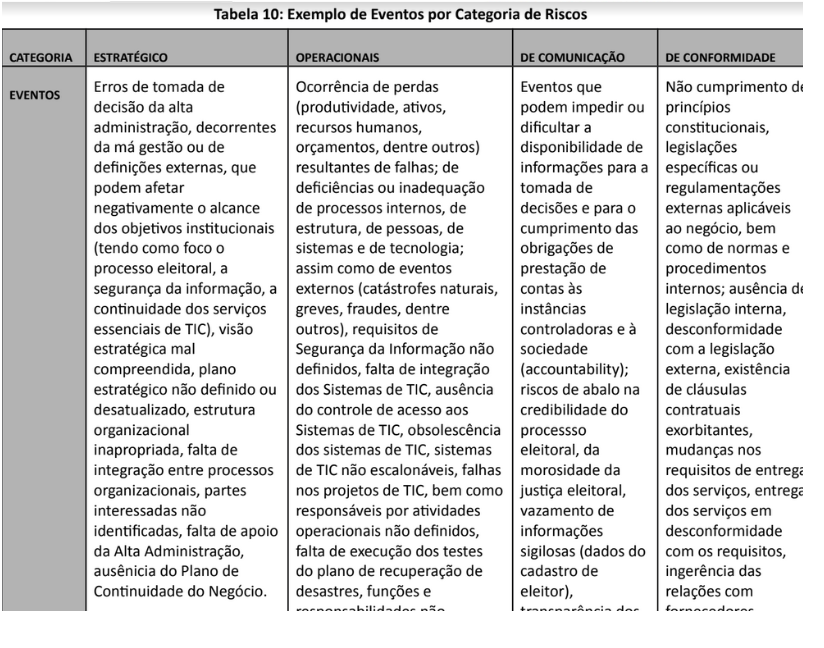 Tabela 10: Exemplo de Eventos por Categoria de Riscos
CATEGORIA
ESTRATÉGICO
OPERACIONAIS
DE COMUNICAÇÃO
DE CONFORMIDADE
EVENTOS
Erros de tomada de
decisão da alta
administração, decorrentes
da má gestão ou de
definições externas, que
podem afetar
negativamente o alcance
dos objetivos institucionais
(tendo como foco o
processo eleitoral, a
segurança da informação, a
continuidade dos serviços
essenciais de TIC), visão
estratégica mal
compreendida, plano
estratégico não definido ou
desatualizado, estrutura
organizacional
inapropriada, falta de
integração entre processos
organizacionais, partes
interessadas não
identificadas, falta de apoio
da Alta Administração,
ausênicia do Plano de
Continuidade do Negócio.
Ocorrência de perdas
(produtividade, ativos,
recursos humanos,
orçamentos, dentre outros)
resultantes de falhas; de
deficiências ou inadequação
de processos internos, de
estrutura, de pessoas, de
sistemas e de tecnologia;
assim como de eventos
externos (catástrofes naturais,
greves, fraudes, dentre
outros), requisitos de
Segurança da Informação não
definidos, falta de integração
dos Sistemas de TIC, ausência
do controle de acesso aos
Sistemas de TIC, obsolescência
dos sistemas de TIC, sistemas
de TIC não escalonáveis, falhas
nos projetos de TIC, bem como
responsáveis por atividades
operacionais não definidos,
falta de execução dos testes
do plano de recuperação de
desastres, funções e
responsabilidades não
Eventos que
podem impedir ou
dificultar a
disponibilidade de
informações para a
tomada de
decisões e para o
cumprimento das
obrigações de
prestação de
contas às
instâncias
controladoras e à
sociedade
(accountability);
riscos de abalo na
credibilidade do
processso
eleitoral, da
morosidade da
justiça eleitoral,
vazamento de
informações
sigilosas (dados do
cadastro de
eleitor),
transparência dos
Não cumprimento de
princípios
constitucionais,
legislações
específicas ou
regulamentações
externas aplicáveis
ao negócio, bem
como de normas e
procedimentos
internos; ausência de
legislação interna,
desconformidade
com a legislação
externa, existência
de cláusulas
contratuais
exorbitantes,
mudanças nos
requisitos de entrega
dos serviços, entrega
dos serviços em
desconformidade
com os requisitos,
ingerência das
relações com
fornecedores